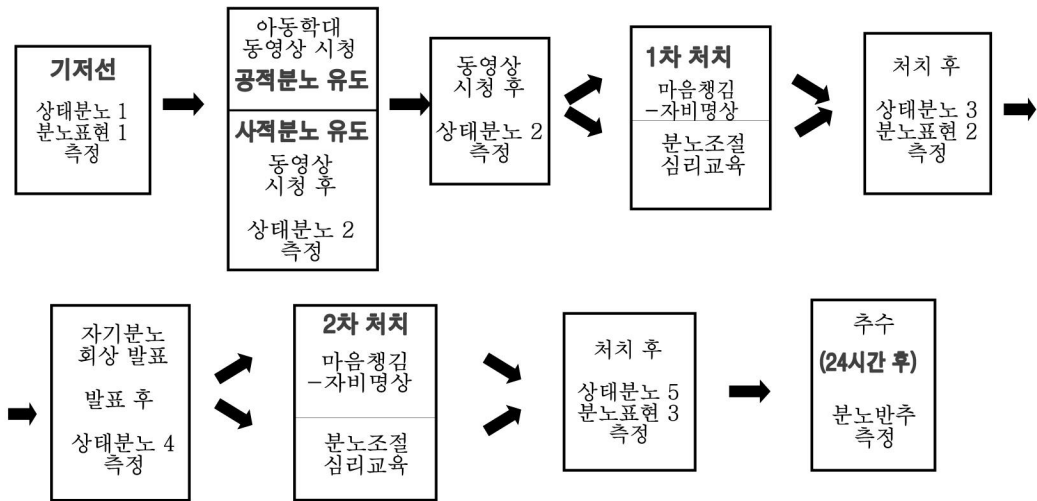 기저선
상태분노 1
분노표현 1
측정
아동학대
동영상 시청
공적분노 유도
사적분노 유도
동영상
시청 후
상태분노 2
측정
동영상
시청 후
상태분노 2
측정
1차 처치
마음챙김
-자비명상
분노조절
심리교육
처치 후
상태분노 3
분노표현 2
측정
자기분노
회상 발표
발표 후
상태분노 4
측정
2차 처치
마음챙김
-자비명상
분노조절
심리교육
처치 후
상태분노 5
분노표현 3
측정
추수
(24시간 후)
분노반추
측정